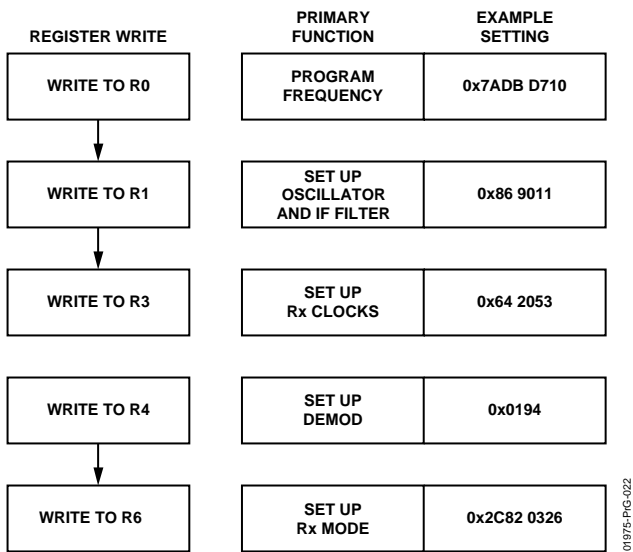 REGISTER WRITE
PRIMARY
FUNCTION
EXAMPLE
SETTING
WRITE TO R0
PROGRAM
FREQUENCY
0x7ADB D710
WRITE TO R1
SET UP
OSCILLATOR
AND IF FILTER
0x86 9011
WRITE TO R3
SET UP
Rx CLOCKS
0x64 2053
WRITE TO R4
SET UP
DEMOD
0x0194
WRITE TO R6
SET UP
Rx MODE
0x2C82 0326
01975-PrG-022